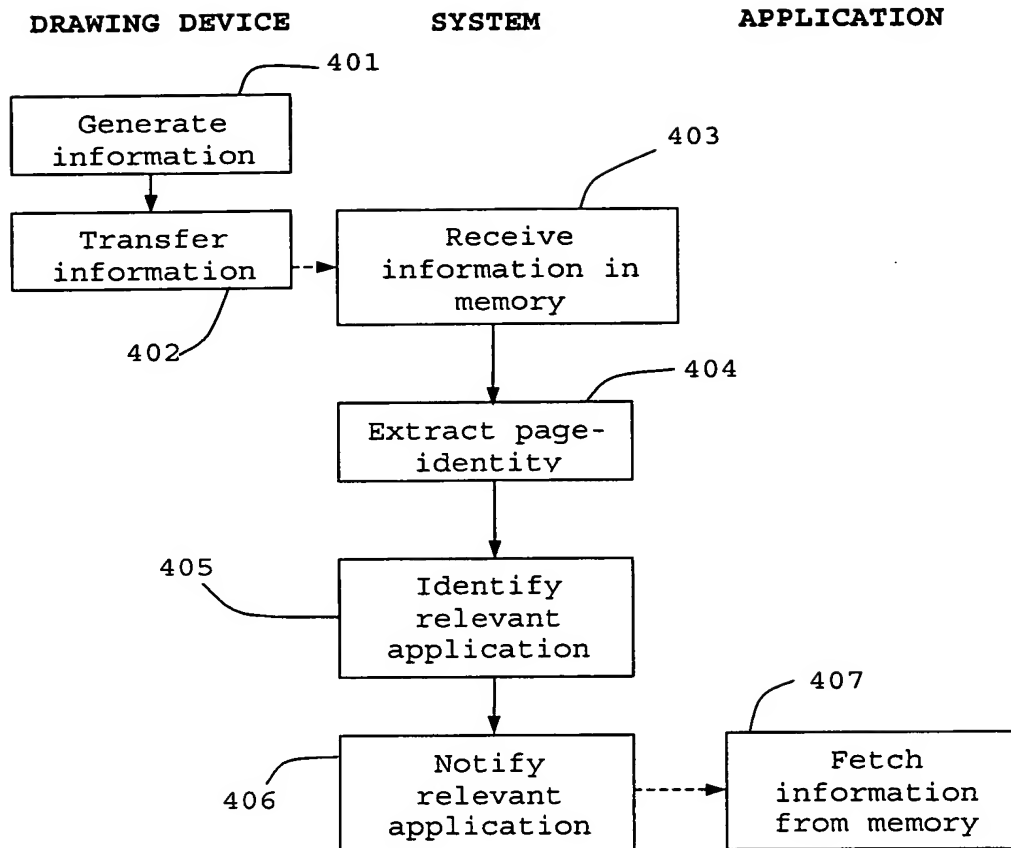 DRAWING DEVICE SYSTEM APPLICATION
401
Generate
information
403
Transfer
information
Receive
information in
memory
402
404
Extract page-
identity
405
Identify
relevant
application
407
406
Notify
relevant
application
Fetch
information
from memory